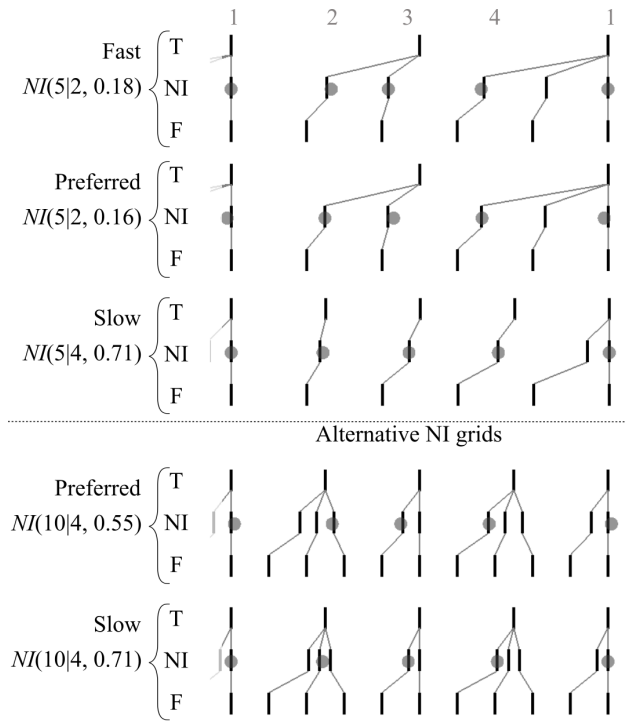 1 2 3 4 1
Fast T
NI(5|2, 0.18) NI
F
Preferred T
NI(5|2, 0.16) NI
F
Slow T
NI(5|4, 0.71) NI
F
Alternative NI grids
Preferred T
NI(10|4, 0.55) NI
F
Slow T
NI(10|4, 0.71) NI
F